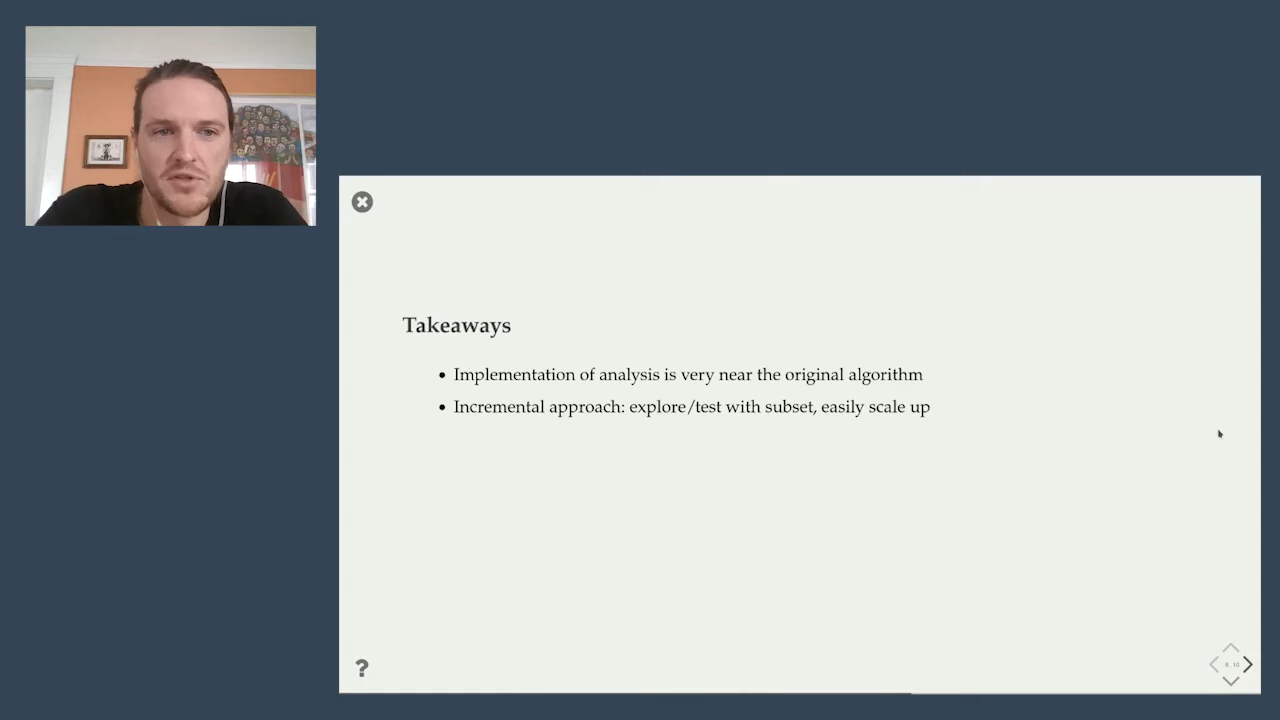 Takeaways
• Implementation of analysis is very near the original algorithm
• Incremental approach: explore/test with subset, easily scale up
?